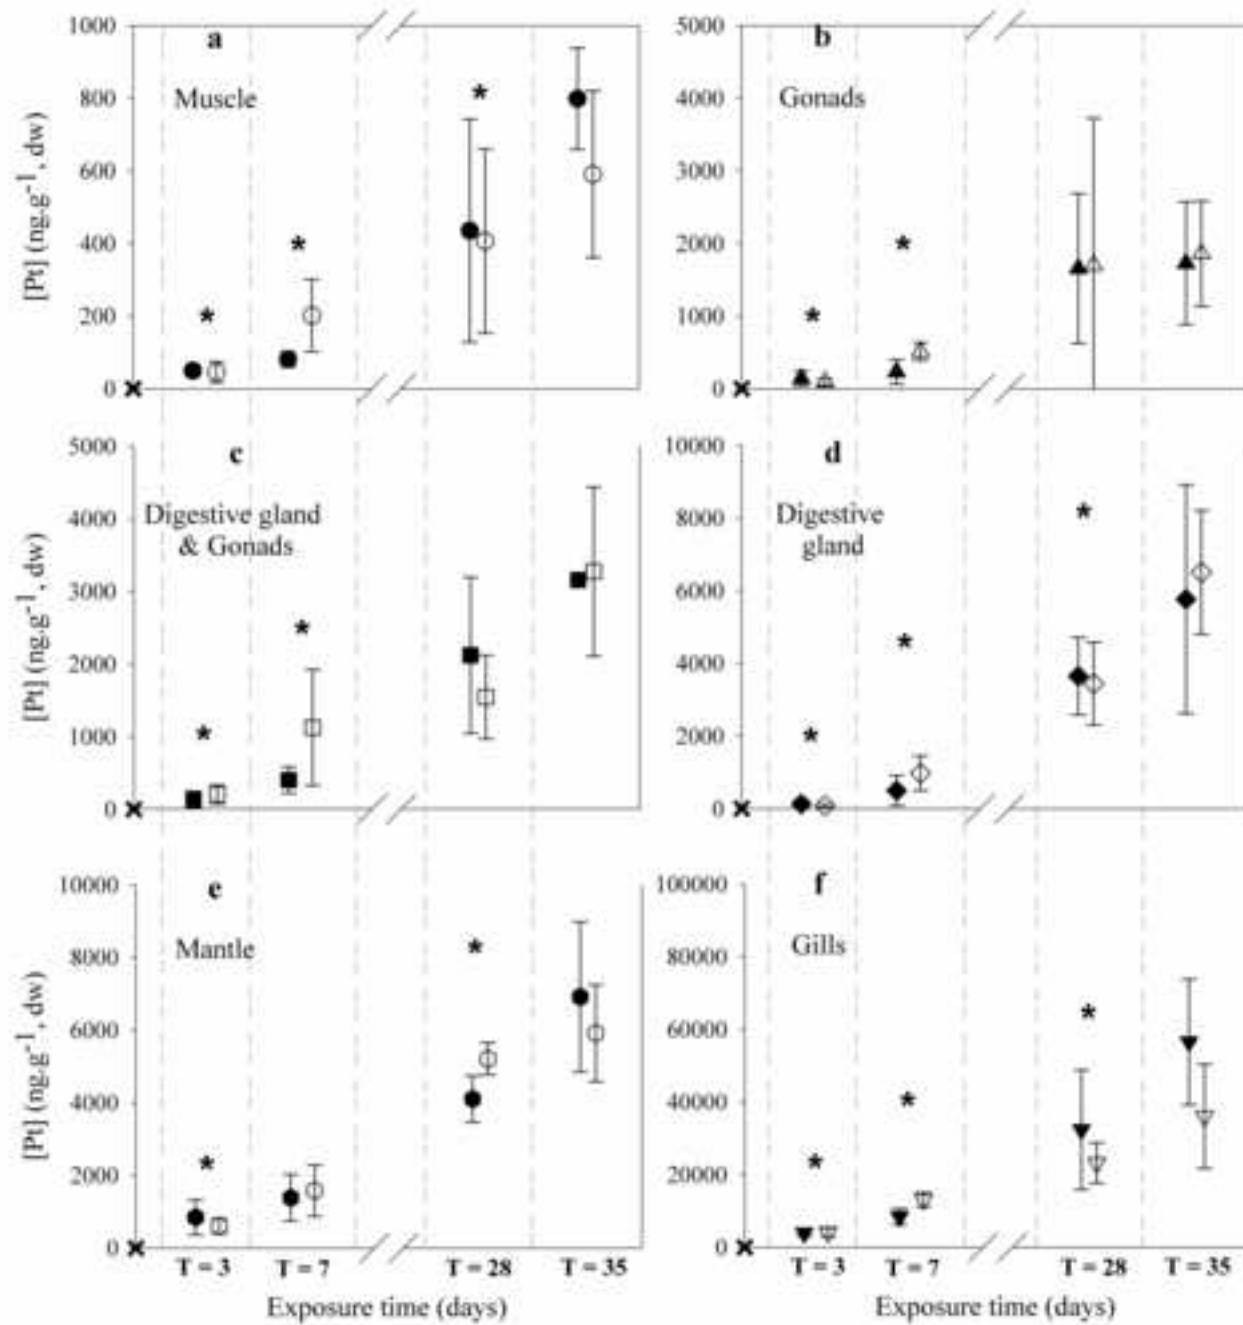 a
b
Muscle
Gonads
[Pt] (ng.g⁻¹, dw)
1000
800
600
400
200
0
*
*
*
5000
4000
3000
2000
1000
0
*
*
c
d
Digestive gland
& Gonads
Digestive
gland
[Pt] (ng.g⁻¹, dw)
5000
4000
3000
2000
1000
0
*
*
10000
8000
6000
4000
2000
0
*
*
*
e
f
Mantle
Gills
[Pt] (ng.g⁻¹, dw)
10000
8000
6000
4000
2000
0
*
*
100000
80000
60000
40000
20000
0
*
*
*
T = 3 T = 7 T = 28 T = 35
T = 3 T = 7 T = 28 T = 35
Exposure time (days)
Exposure time (days)